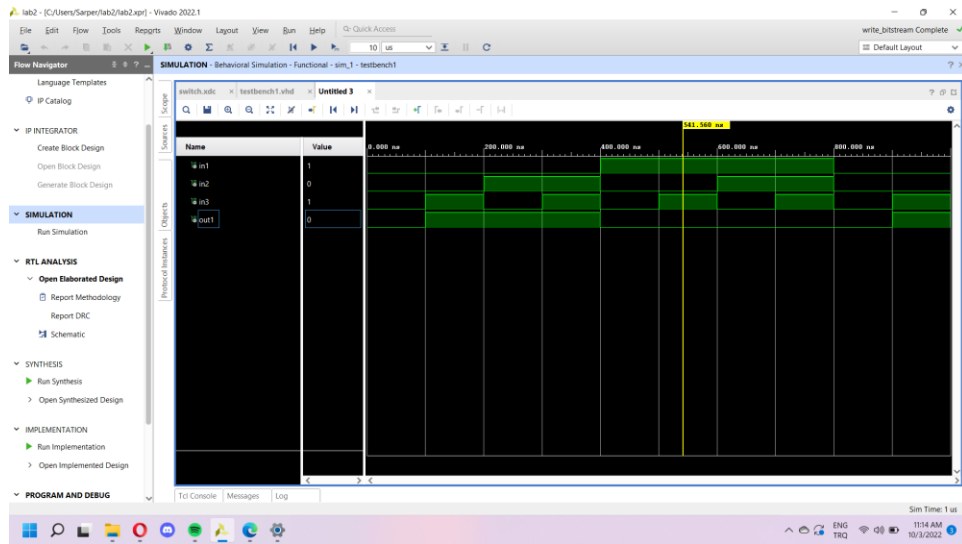 lab2 - [C:/Users/Sarper/lab2/lab2.xpr] - Vivado 2022.1
File Edit Flow Tools Reports Window Layout View Run Help Quick Access write_bitstream Complete
10 us Default Layout
Flow Navigator
SIMULATION - Behavioral Simulation - Functional - sim_1 - testbench1
Language Templates
IP Catalog
IP INTEGRATOR
Create Block Design
Open Block Design
Generate Block Design
SIMULATION
Run Simulation
RTL ANALYSIS
Open Elaborated Design
Report Methodology
Report DRC
Schematic
SYNTHESIS
Run Synthesis
Open Synthesized Design
IMPLEMENTATION
Run Implementation
Open Implemented Design
PROGRAM AND DEBUG
Scope
Sources
Objects
Protocol Instances
switch.xdc testbench1.vhd Untitled 3
541.560 ns
Name Value 0.000 ns 200.000 ns 400.000 ns 600.000 ns 800.000 ns
in1 1
in2 0
in3 1
out1 0
Tcl Console Messages Log
Sim Time: 1 us
ENG
TRQ
11:14 AM
10/3/2022